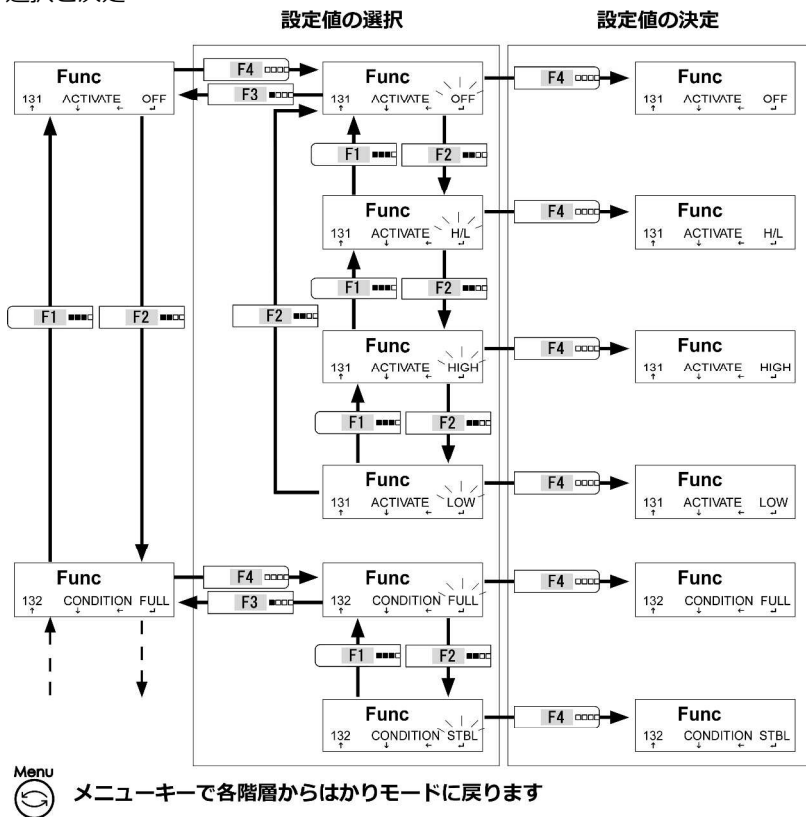 設定値の選択 設定値の決定
Func F4 Func F4 Func
131 ACTIVATE OFF F3 131 ACTIVATE OFF 131 ACTIVATE OFF
↑ ↓ ← ↵ ↑ ↓ ← ↵ ↑ ↓ ← ↵
F1 F2
Func F4 Func
131 ACTIVATE H/L 131 ACTIVATE H/L
↑ ↓ ← ↵ ↑ ↓ ← ↵
F1 F2
F1 F2 F2
Func F4 Func
131 ACTIVATE HIGH 131 ACTIVATE HIGH
↑ ↓ ← ↵ ↑ ↓ ← ↵
F1 F2
Func F4 Func
131 ACTIVATE LOW 131 ACTIVATE LOW
↑ ↓ ← ↵ ↑ ↓ ← ↵
Func F4 Func F4 Func
132 CONDITION FULL F3 132 CONDITION FULL 132 CONDITION FULL
↑ ↓ ← ↵ ↑ ↓ ← ↵ ↑ ↓ ← ↵
F1 F2
Func F4 Func
132 CONDITION STBL 132 CONDITION STBL
↑ ↓ ← ↵ ↑ ↓ ← ↵
Menu
メニューキーで各階層からはかりモードに戻ります